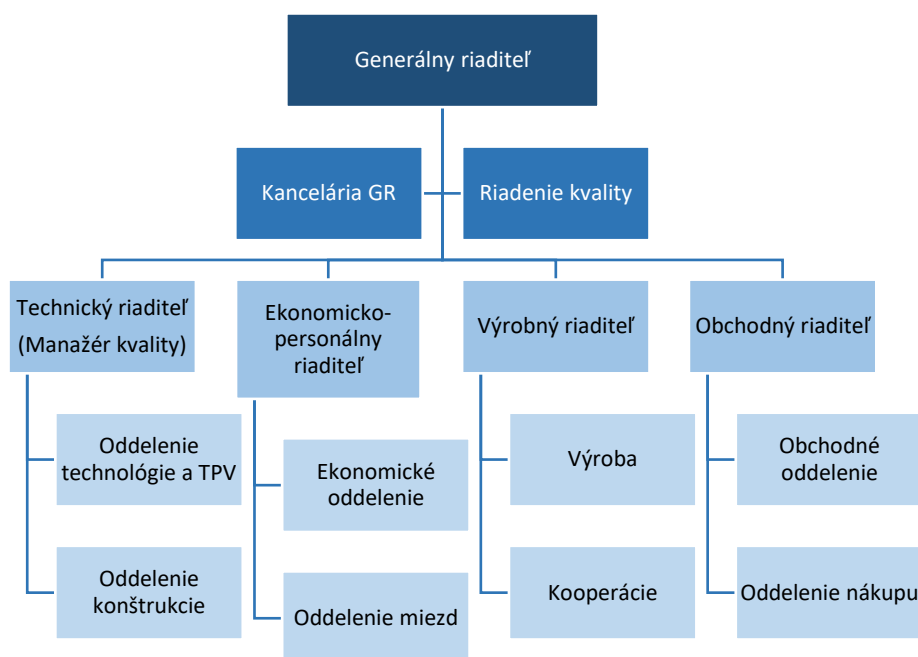 Generálny riaditeľ
Kancelária GR
Riadenie kvality
Technický riaditeľ
(Manažér kvality)
Ekonomicko-
personálny
riaditeľ
Výrobný riaditeľ
Obchodný riaditeľ
Oddelenie
technológie a TPV
Ekonomické
oddelenie
Výroba
Obchodné
oddelenie
Oddelenie
konštrukcie
Oddelenie miezd
Kooperácie
Oddelenie nákupu